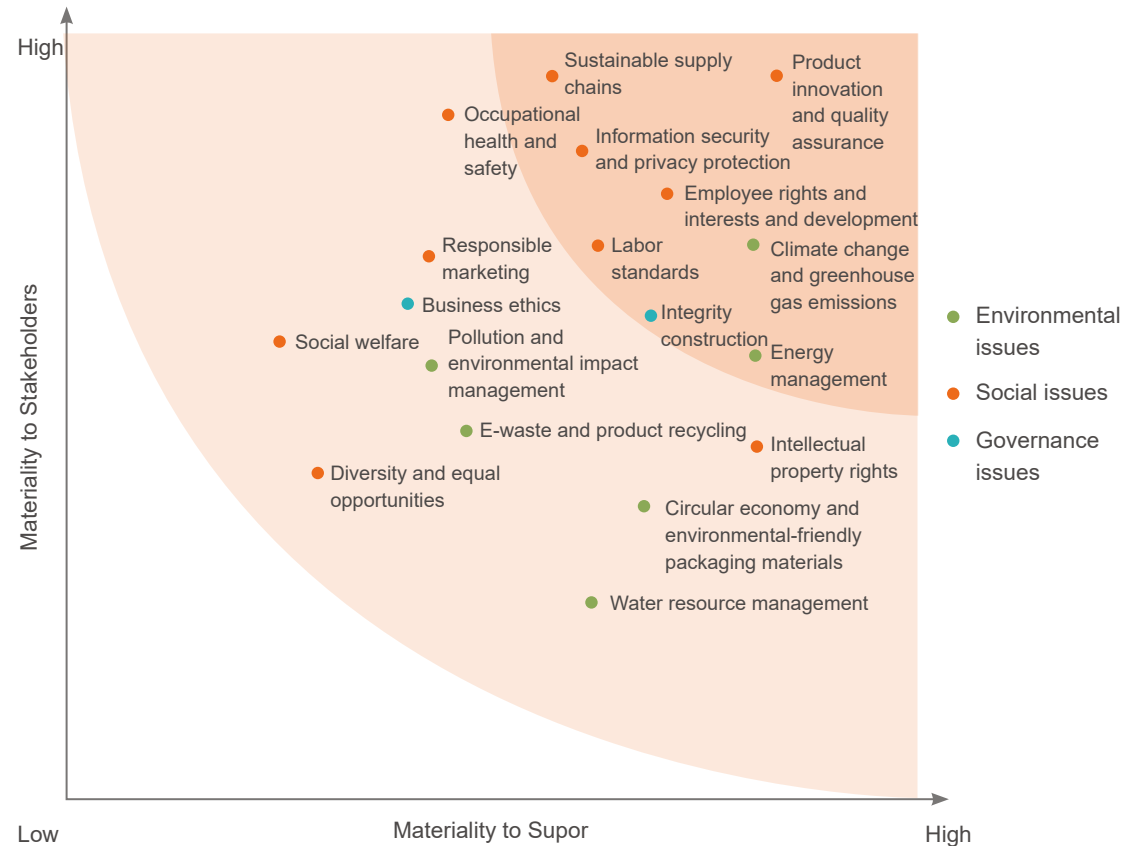 High
Sustainable supply
chains
Product
innovation
and quality
assurance
Occupational
health and
safety
Information security
and privacy protection
Employee rights and
interests and development
Responsible
marketing
Labor
standards
Climate change
and greenhouse
gas emissions
Business ethics
Integrity
construction
Social welfare
Pollution and
environmental impact
management
Energy
management
E-waste and product recycling
Intellectual
property rights
Diversity and equal
opportunities
Circular economy and
environmental-friendly
packaging materials
Water resource management
Materiality to Stakeholders
Environmental
issues
Social issues
Governance
issues
Low
Materiality to Supor
High